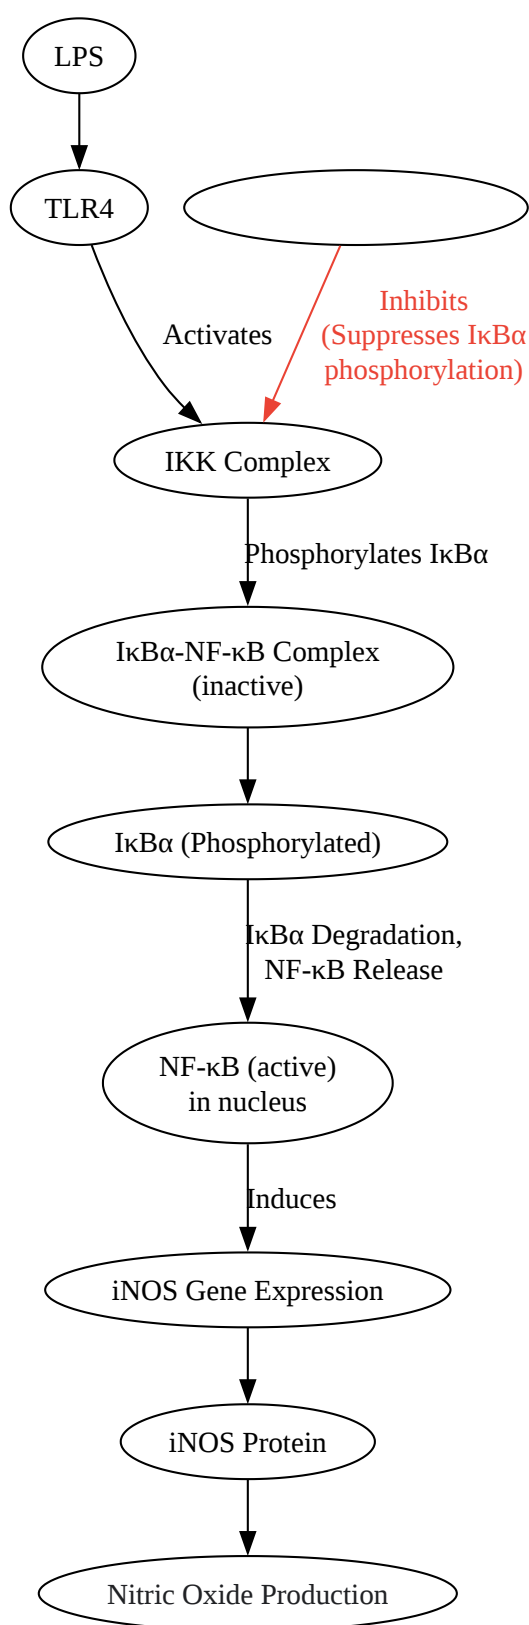 LPS
TLR4
Activates
Inhibits
(Suppresses IκBα
phosphorylation)
IKK Complex
Phosphorylates IκBα
IκBα-NF-κB Complex
(inactive)
IκBα (Phosphorylated)
IκBα Degradation,
NF-κB Release
NF-κB (active)
in nucleus
Induces
iNOS Gene Expression
iNOS Protein
Nitric Oxide Production